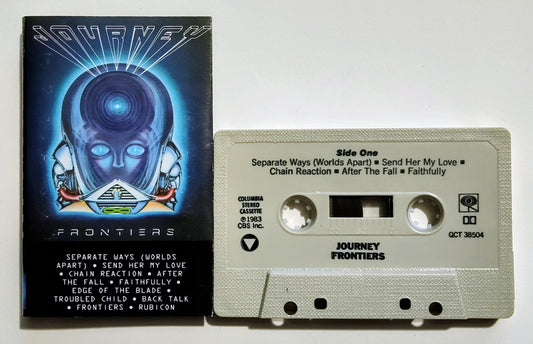 JOURNEY
FRONTIERS
SEPARATE WAYS (WORLDS
APART) • SEND HER MY LOVE
• CHAIN REACTION • AFTER
THE FALL • FAITHFULLY •
EDGE OF THE BLADE •
TROUBLED CHILD • BACK TALK
• FRONTIERS • RUBICON
Side One
Separate Ways (Worlds Apart) ▪ Send Her My Love ▪
Chain Reaction ▪ After The Fall ▪ Faithfully
COLUMBIA
STEREO
CASSETTE
℗ 1983
CBS Inc.
QCT 38504
JOURNEY
FRONTIERS